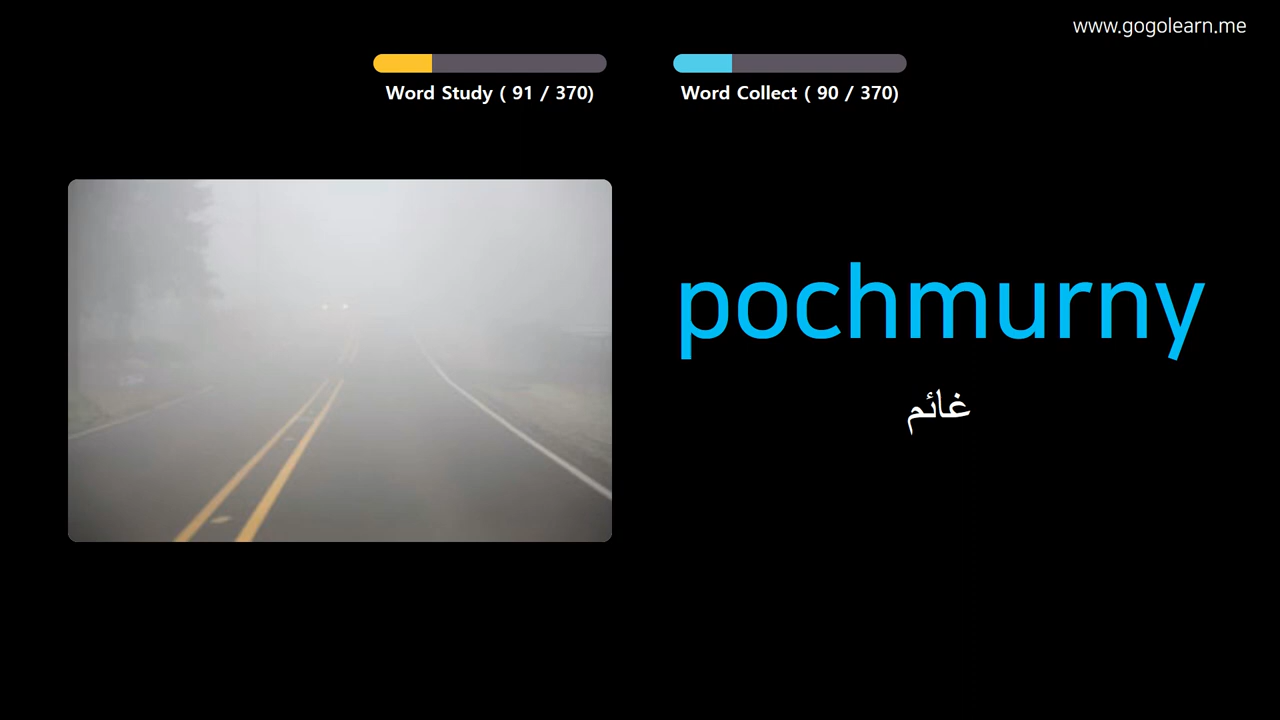 www.gogolearn.me
Word Study ( 91 / 370)
Word Collect ( 90 / 370)
pochmurny
غائم